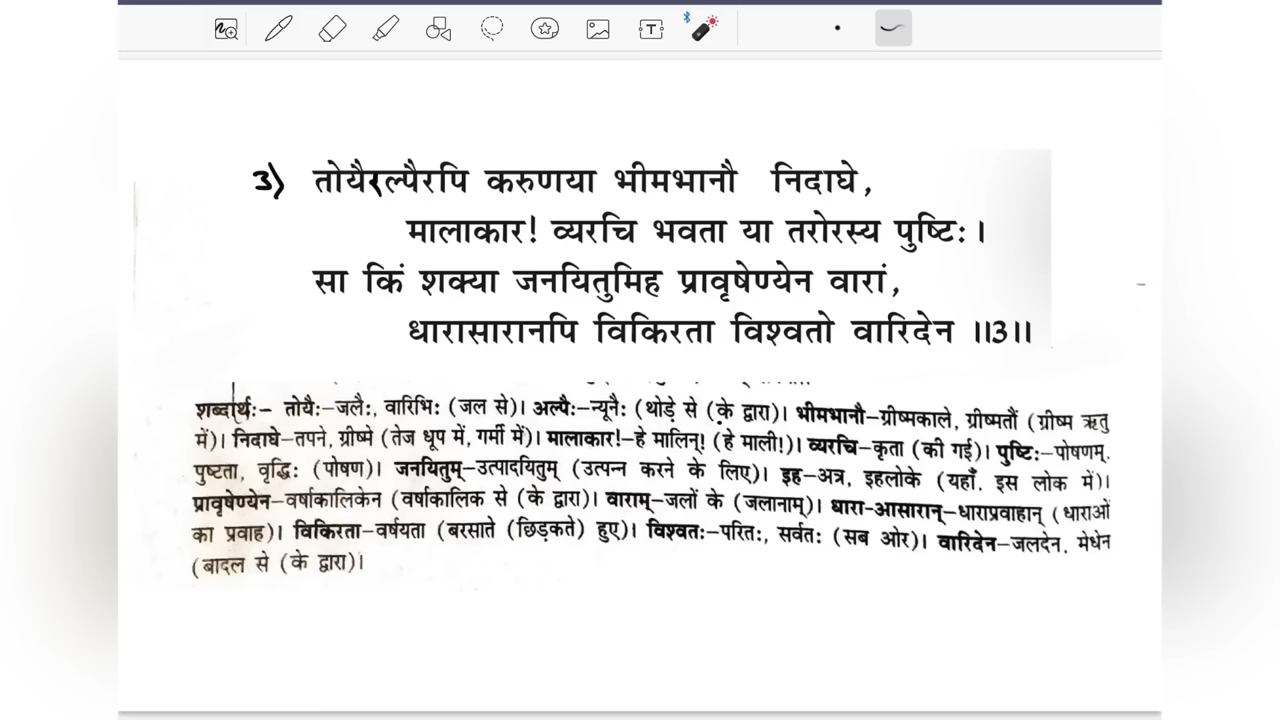 3) तोयैरल्पैरपि करुणया भीमभानौ निदाघे,
मालाकार! व्यरचि भवता या तरोरस्य पुष्टिः।
सा किं शक्या जनयितुमिह प्रावृषेण्येन वारां,
धारासारानपि विकिरता विश्वतो वारिदेन ॥3॥
शब्दार्थः– तोयैः–जलैः, वारिभिः (जल से)। अल्पैः–न्यूनैः (थोड़े से (के द्वारा)। भीमभानौ–ग्रीष्मकाले, ग्रीष्मर्तौ (ग्रीष्म ऋतु
में)। निदाघे–तपने, ग्रीष्मे (तेज धूप में, गर्मी में)। मालाकार!–हे मालिन्! (हे माली!)। व्यरचि–कृता (की गई)। पुष्टिः–पोषणम्,
पुष्टता, वृद्धिः (पोषण)। जनयितुम्–उत्पादयितुम् (उत्पन्न करने के लिए)। इह–अत्र, इहलोके (यहाँ, इस लोक में)।
प्रावृषेण्येन–वर्षाकालिकेन (वर्षाकालिक से (के द्वारा)। वाराम्–जलों के (जलानाम्)। धारा-आसारान्–धाराप्रवाहान् (धाराओं
का प्रवाह)। विकिरता–वर्षयता (बरसाते (छिड़कते) हुए)। विश्वतः–परितः, सर्वतः (सब ओर)। वारिदेन–जलदेन, मेधेन
(बादल से (के द्वारा)।